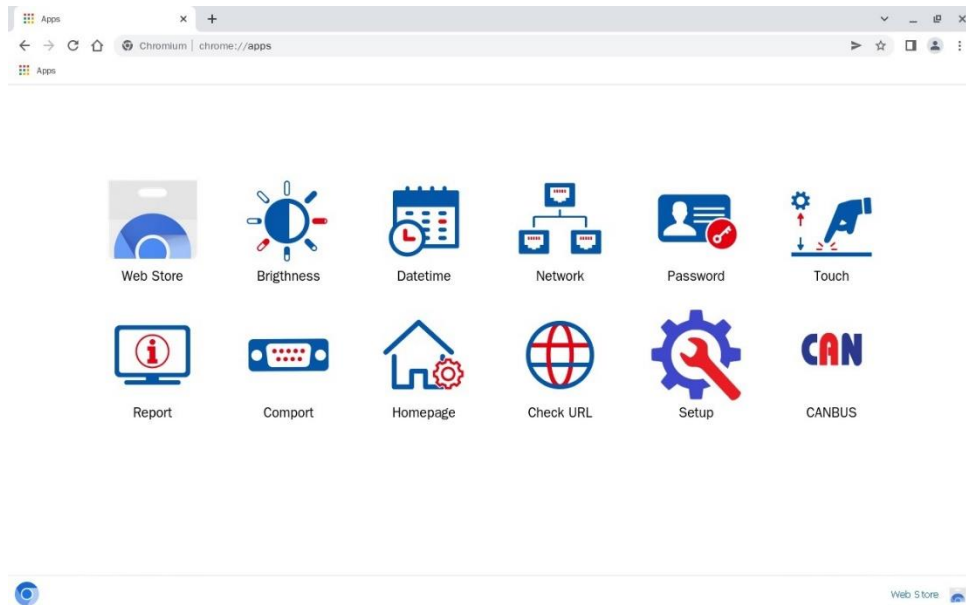 Apps
Chromium | chrome://apps
Apps
Web Store
Brigthness
Datetime
Network
Password
Touch
Report
Comport
Homepage
Check URL
Setup
CAN
CANBUS
Web Store